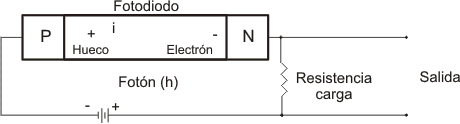 Fotodiodo
P + i - N
Hueco Electrón
Fotón (h)
Resistencia
carga
Salida
- +